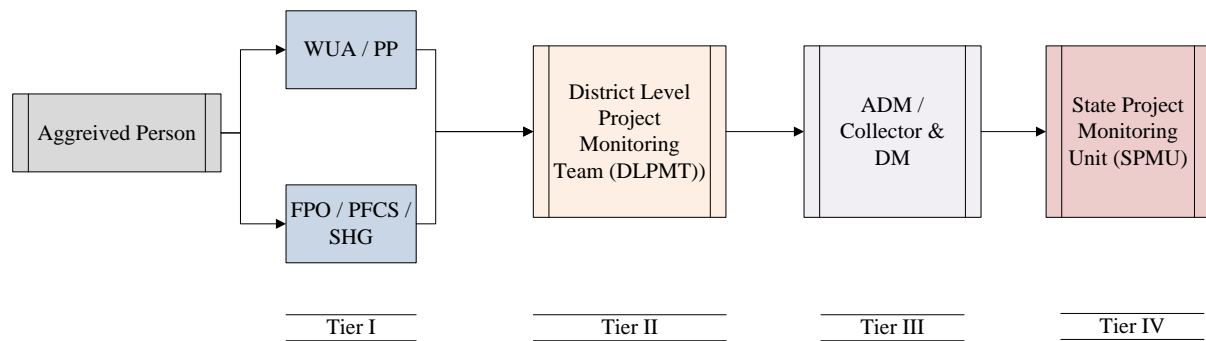 Aggreived Person
WUA / PP
FPO / PFCS /
SHG
District Level
Project
Monitoring
Team (DLPMT))
ADM /
Collector &
DM
State Project
Monitoring
Unit (SPMU)
Tier I
Tier II
Tier III
Tier IV